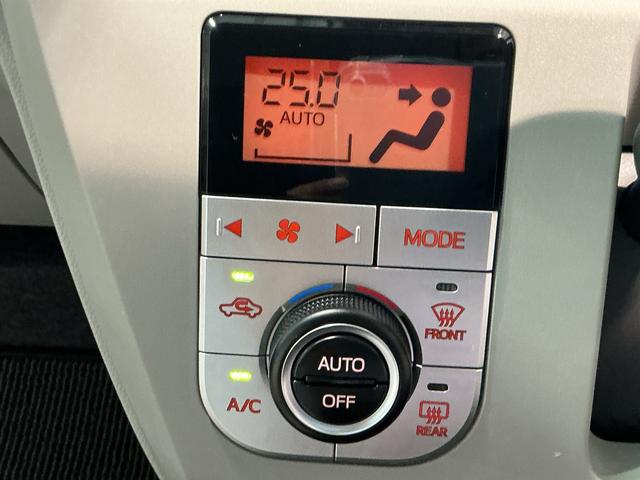 25.0
AUTO
MODE
FRONT
AUTO
OFF
A/C
REAR